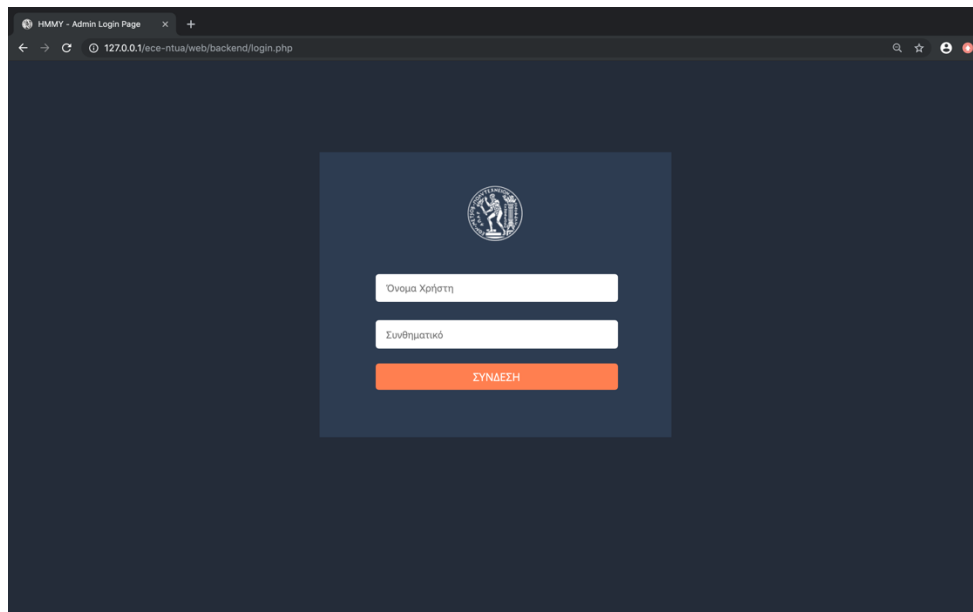 HMMY - Admin Login Page
127.0.0.1/ece-ntua/web/backend/login.php
Όνομα Χρήστη
Συνθηματικό
ΣΥΝΔΕΣΗ